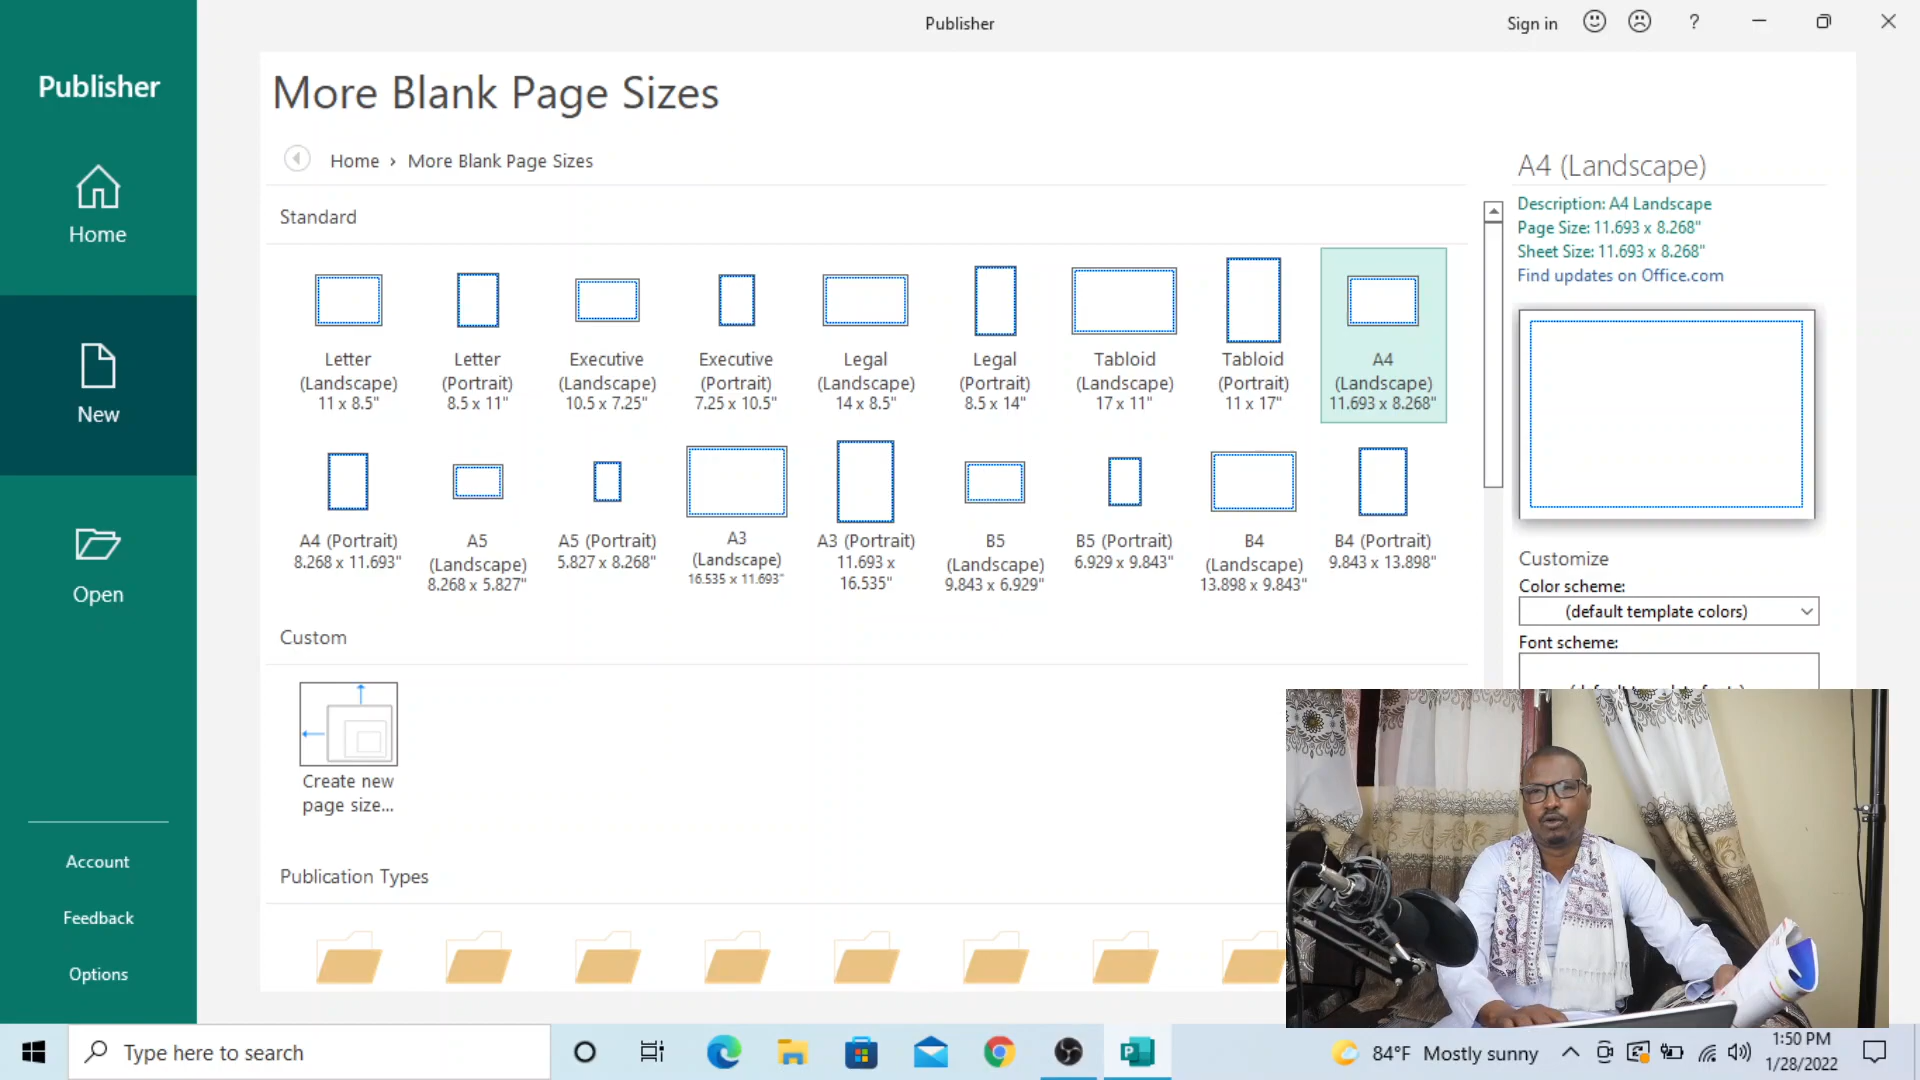 Publisher
Sign in
?
Publisher
Home
New
Open
Account
Feedback
Options
More Blank Page Sizes
Home › More Blank Page Sizes
Standard
Letter
(Landscape)
11 x 8.5"
Letter
(Portrait)
8.5 x 11"
Executive
(Landscape)
10.5 x 7.25"
Executive
(Portrait)
7.25 x 10.5"
Legal
(Landscape)
14 x 8.5"
Legal
(Portrait)
8.5 x 14"
Tabloid
(Landscape)
17 x 11"
Tabloid
(Portrait)
11 x 17"
A4
(Landscape)
11.693 x 8.268"
A4 (Portrait)
8.268 x 11.693"
A5
(Landscape)
8.268 x 5.827"
A5 (Portrait)
5.827 x 8.268"
A3
(Landscape)
16.535 x 11.693"
A3 (Portrait)
11.693 x
16.535"
B5
(Landscape)
9.843 x 6.929"
B5 (Portrait)
6.929 x 9.843"
B4
(Landscape)
13.898 x 9.843"
B4 (Portrait)
9.843 x 13.898"
Custom
Create new
page size...
Publication Types
A4 (Landscape)
Description: A4 Landscape
Page Size: 11.693 x 8.268"
Sheet Size: 11.693 x 8.268"
Find updates on Office.com
Customize
Color scheme:
(default template colors)
Font scheme:
Type here to search
84°F Mostly sunny
1:50 PM
1/28/2022